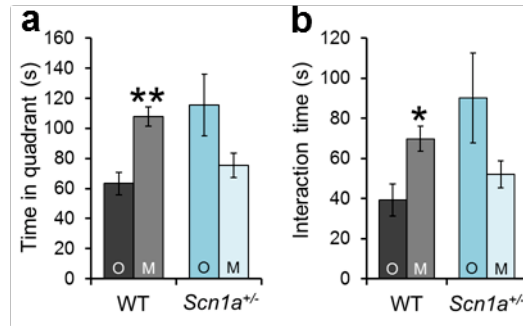 a
Time in quadrant (s)
160
140
120
100
80
60
40
20
0
**
O M O M
WT Scn1a+/-
b
Interaction time (s)
120
100
80
60
40
20
0
*
O M O M
WT Scn1a+/-